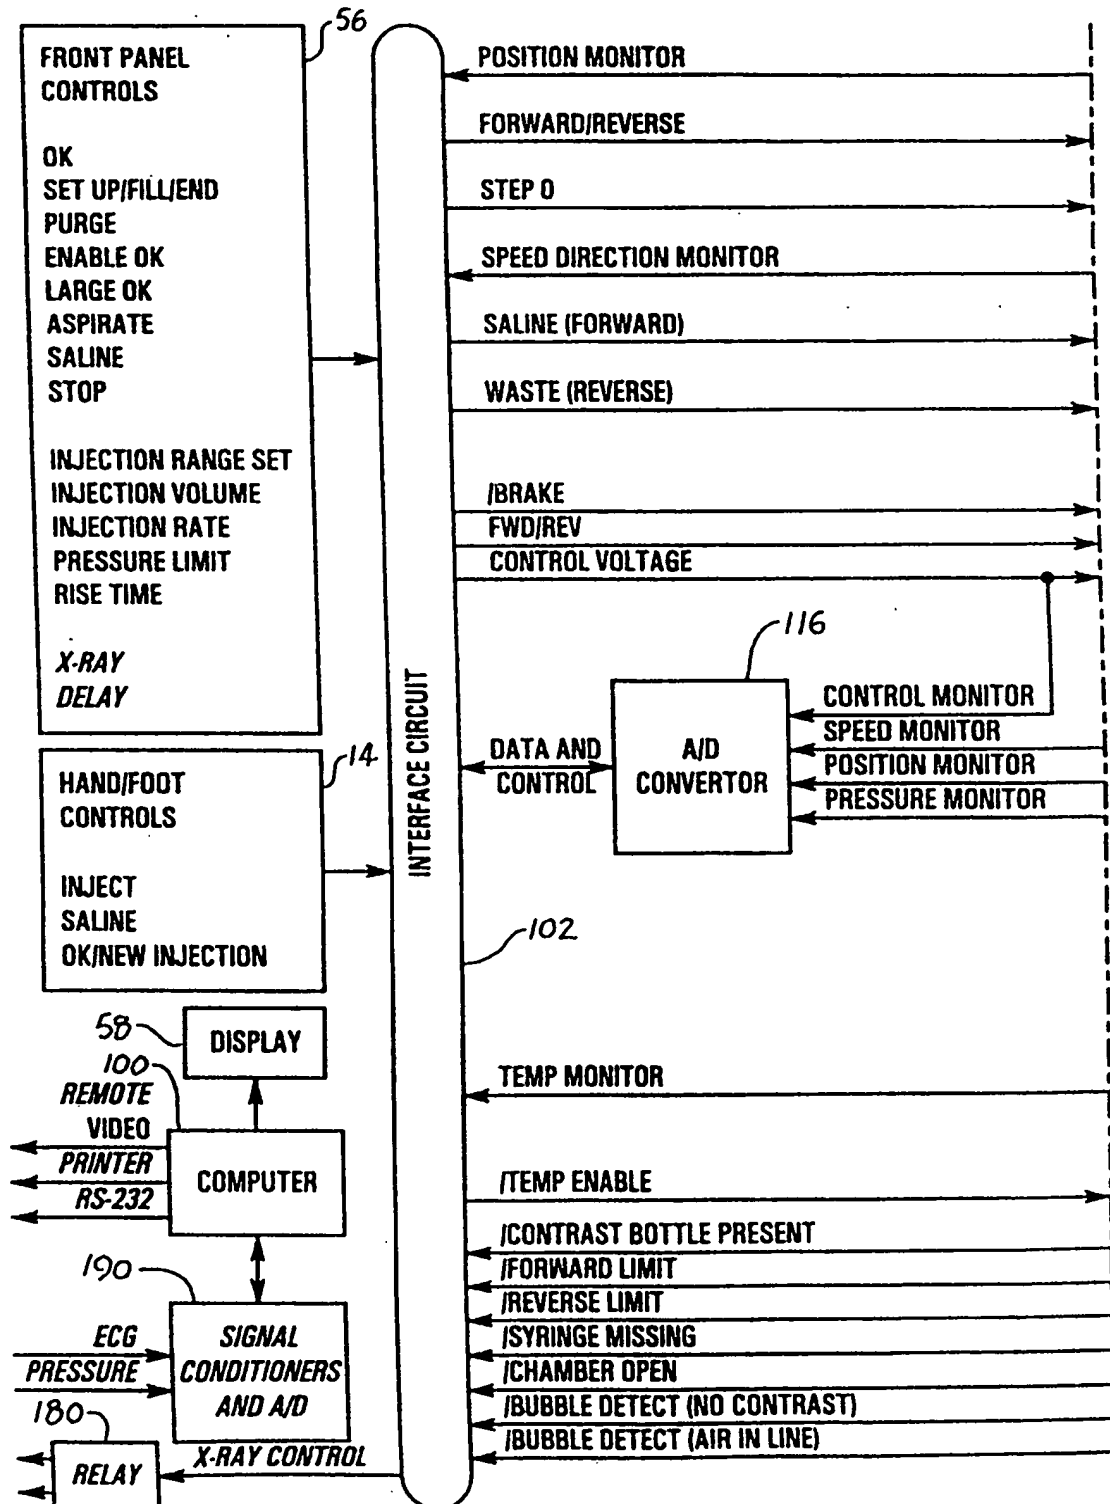 56
FRONT PANEL
CONTROLS
OK
SET UP/FILL/END
PURGE
ENABLE OK
LARGE OK
ASPIRATE
SALINE
STOP
INJECTION RANGE SET
INJECTION VOLUME
INJECTION RATE
PRESSURE LIMIT
RISE TIME
X-RAY
DELAY
14
HAND/FOOT
CONTROLS
INJECT
SALINE
OK/NEW INJECTION
58
DISPLAY
100
REMOTE
VIDEO
PRINTER
RS-232
COMPUTER
190
ECG
PRESSURE
SIGNAL
CONDITIONERS
AND A/D
180
RELAY
X-RAY CONTROL
INTERFACE CIRCUIT
102
POSITION MONITOR
FORWARD/REVERSE
STEP 0
SPEED DIRECTION MONITOR
SALINE (FORWARD)
WASTE (REVERSE)
/BRAKE
FWD/REV
CONTROL VOLTAGE
116
DATA AND
CONTROL
A/D
CONVERTOR
CONTROL MONITOR
SPEED MONITOR
POSITION MONITOR
PRESSURE MONITOR
TEMP MONITOR
/TEMP ENABLE
/CONTRAST BOTTLE PRESENT
/FORWARD LIMIT
/REVERSE LIMIT
/SYRINGE MISSING
/CHAMBER OPEN
/BUBBLE DETECT (NO CONTRAST)
/BUBBLE DETECT (AIR IN LINE)